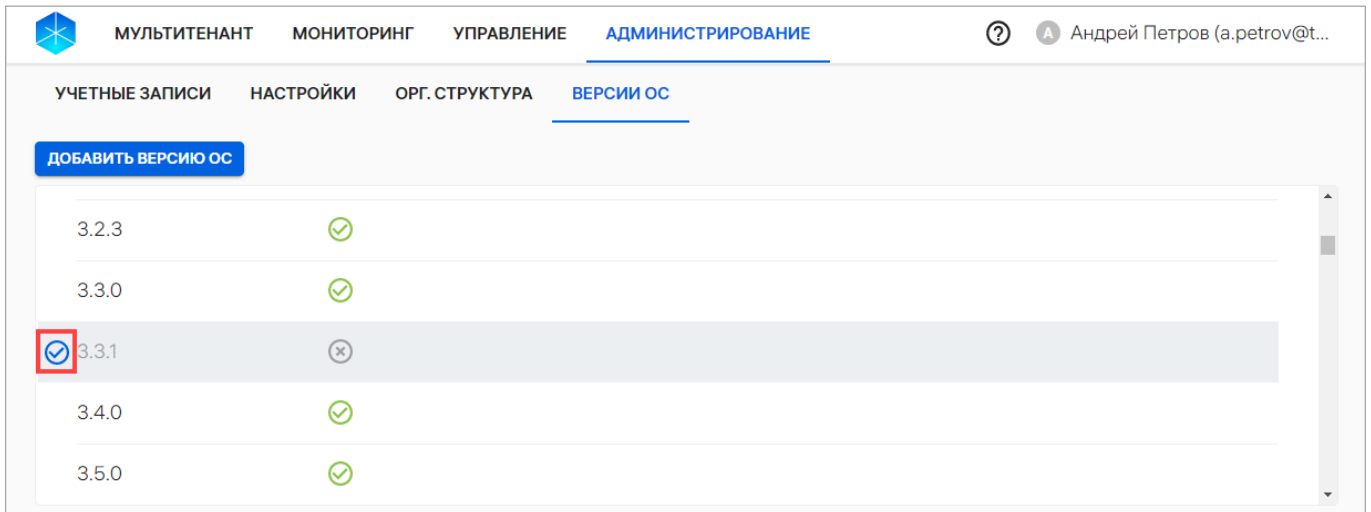 МУЛЬТИТЕНАНТ МОНИТОРИНГ УПРАВЛЕНИЕ АДМИНИСТРИРОВАНИЕ ? А Андрей Петров (a.petrov@t...
УЧЕТНЫЕ ЗАПИСИ НАСТРОЙКИ ОРГ. СТРУКТУРА ВЕРСИИ ОС
ДОБАВИТЬ ВЕРСИЮ ОС
3.2.3
3.3.0
3.3.1
3.4.0
3.5.0